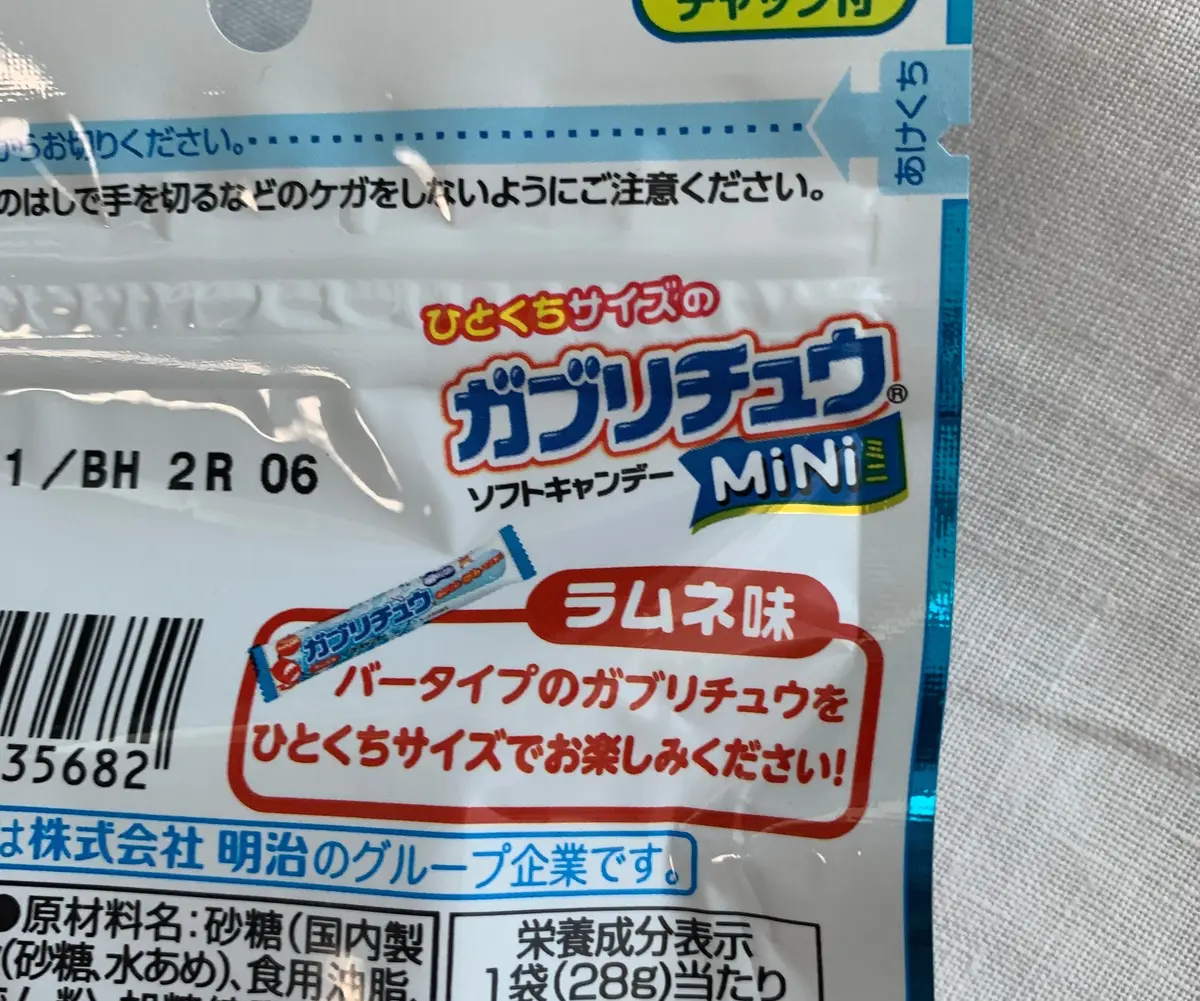 チャック付
あけくち
からお切りください。
のはしで手を切るなどのケガをしないようにご注意ください。
ひとくちサイズの
ガブリチュウ®
MiNiミニ
ソフトキャンデー
1/BH 2R 06
ガブリチュウ
ラムネ味
バータイプのガブリチュウを
ひとくちサイズでお楽しみください!
35682
は株式会社 明治のグループ企業です。
●原材料名:砂糖(国内製
(砂糖、水あめ)、食用油脂、
栄養成分表示
1袋(28g)当たり